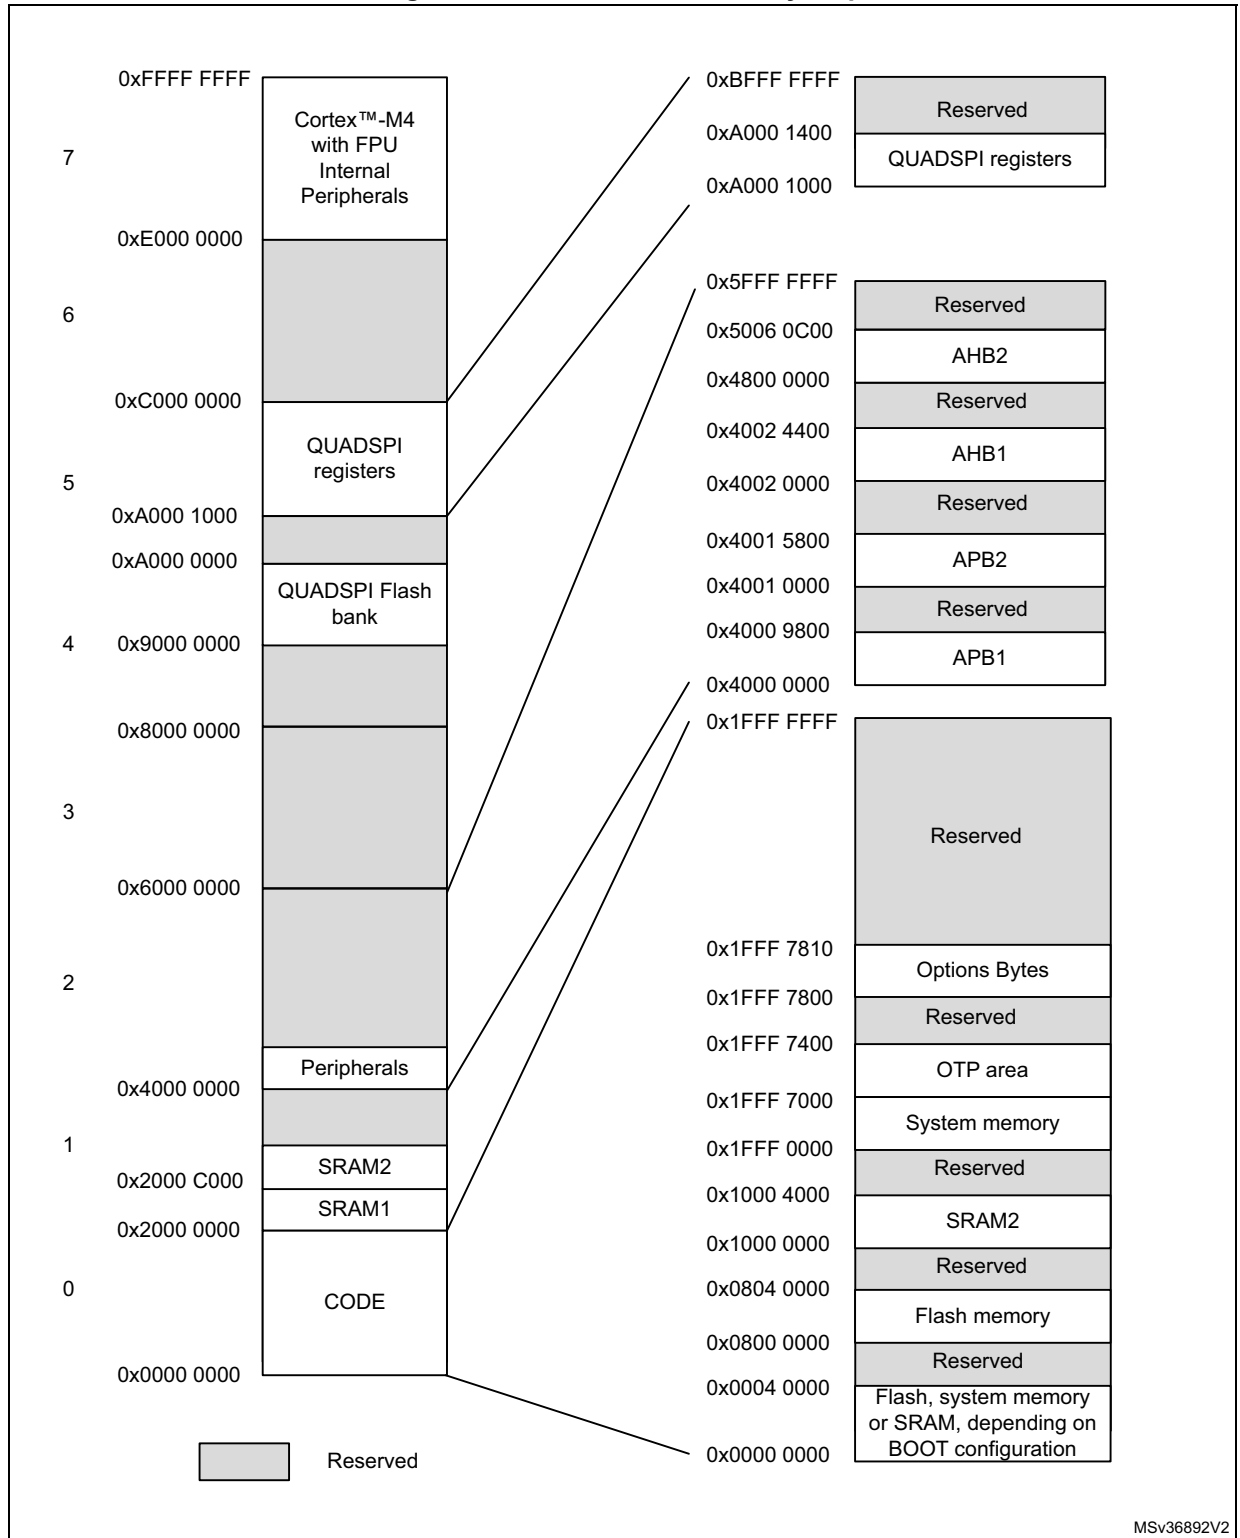 0xFFFF FFFF
Cortex™-M4
with FPU
Internal
Peripherals
7
0xE000 0000
6
0xC000 0000
QUADSPI
registers
5
0xA000 1000
0xA000 0000
QUADSPI Flash
bank
4
0x9000 0000
0x8000 0000
3
0x6000 0000
2
Peripherals
0x4000 0000
1
SRAM2
0x2000 C000
SRAM1
0x2000 0000
0
CODE
0x0000 0000
Reserved
0xBFFF FFFF
Reserved
0xA000 1400
QUADSPI registers
0xA000 1000
0x5FFF FFFF
Reserved
0x5006 0C00
AHB2
0x4800 0000
Reserved
0x4002 4400
AHB1
0x4002 0000
Reserved
0x4001 5800
APB2
0x4001 0000
Reserved
0x4000 9800
APB1
0x4000 0000
0x1FFF FFFF
Reserved
0x1FFF 7810
Options Bytes
0x1FFF 7800
Reserved
0x1FFF 7400
OTP area
0x1FFF 7000
System memory
0x1FFF 0000
Reserved
0x1000 4000
SRAM2
0x1000 0000
Reserved
0x0804 0000
Flash memory
0x0800 0000
Reserved
0x0004 0000
Flash, system memory
or SRAM, depending on
BOOT configuration
0x0000 0000
MSv36892V2